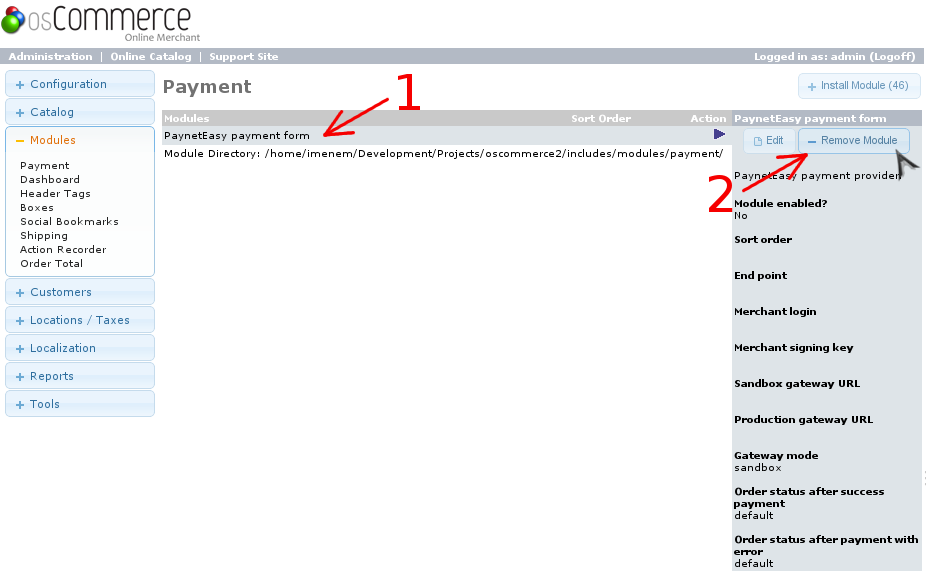 osCommerce
Online Merchant
Administration | Online Catalog | Support Site
Logged in as: admin (Logoff)
Configuration
Catalog
Modules
Payment
Dashboard
Header Tags
Boxes
Social Bookmarks
Shipping
Action Recorder
Order Total
Customers
Locations / Taxes
Localization
Reports
Tools
Payment
Install Module (46)
1
Modules Sort Order Action
PaynetEasy payment form
Module Directory: /home/imenem/Development/Projects/oscommerce2/includes/modules/payment/
PaynetEasy payment form
Edit Remove Module
2
PaynetEasy payment provider
Module enabled?
No
Sort order
End point
Merchant login
Merchant signing key
Sandbox gateway URL
Production gateway URL
Gateway mode
sandbox
Order status after success
payment
default
Order status after payment with
error
default